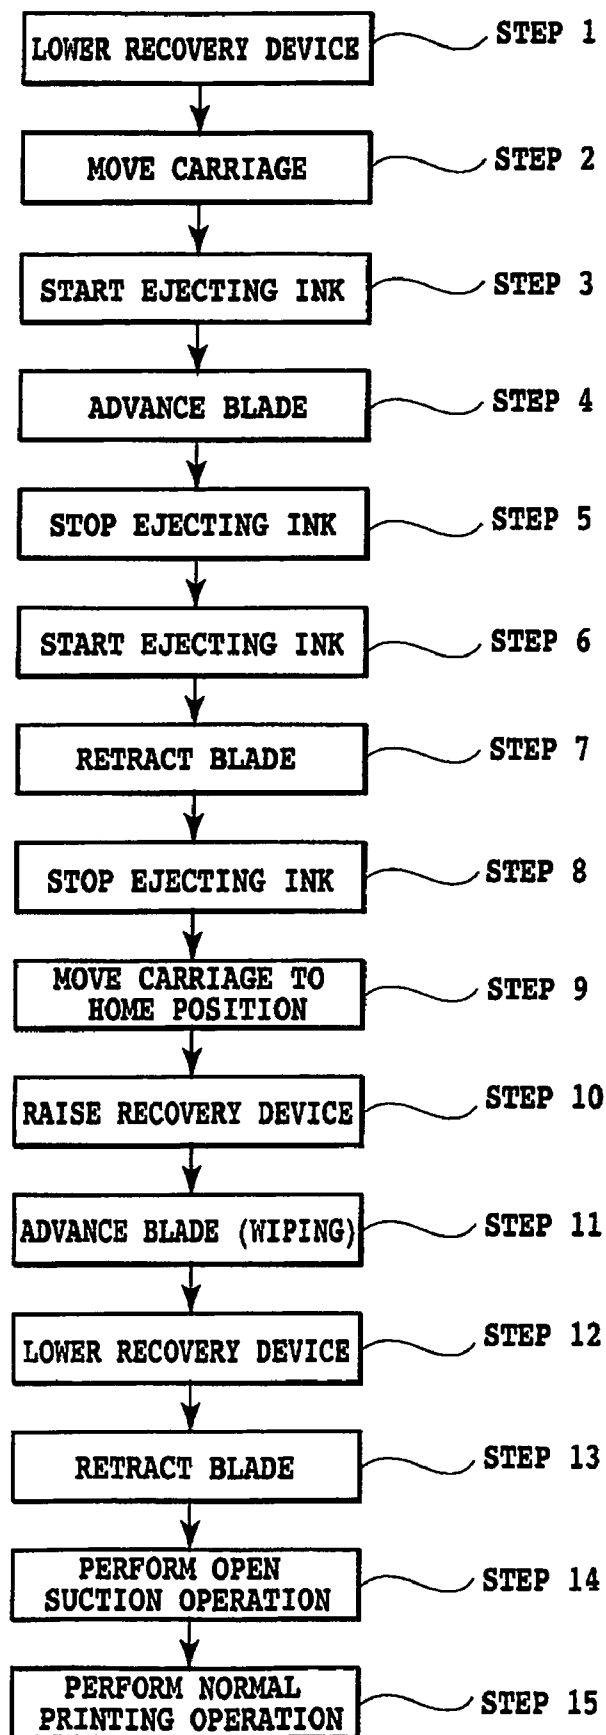 LOWER RECOVERY DEVICE
STEP 1
MOVE CARRIAGE
STEP 2
START EJECTING INK
STEP 3
ADVANCE BLADE
STEP 4
STOP EJECTING INK
STEP 5
START EJECTING INK
STEP 6
RETRACT BLADE
STEP 7
STOP EJECTING INK
STEP 8
MOVE CARRIAGE TO
HOME POSITION
STEP 9
RAISE RECOVERY DEVICE
STEP 10
ADVANCE BLADE (WIPING)
STEP 11
LOWER RECOVERY DEVICE
STEP 12
RETRACT BLADE
STEP 13
PERFORM OPEN
SUCTION OPERATION
STEP 14
PERFORM NORMAL
PRINTING OPERATION
STEP 15